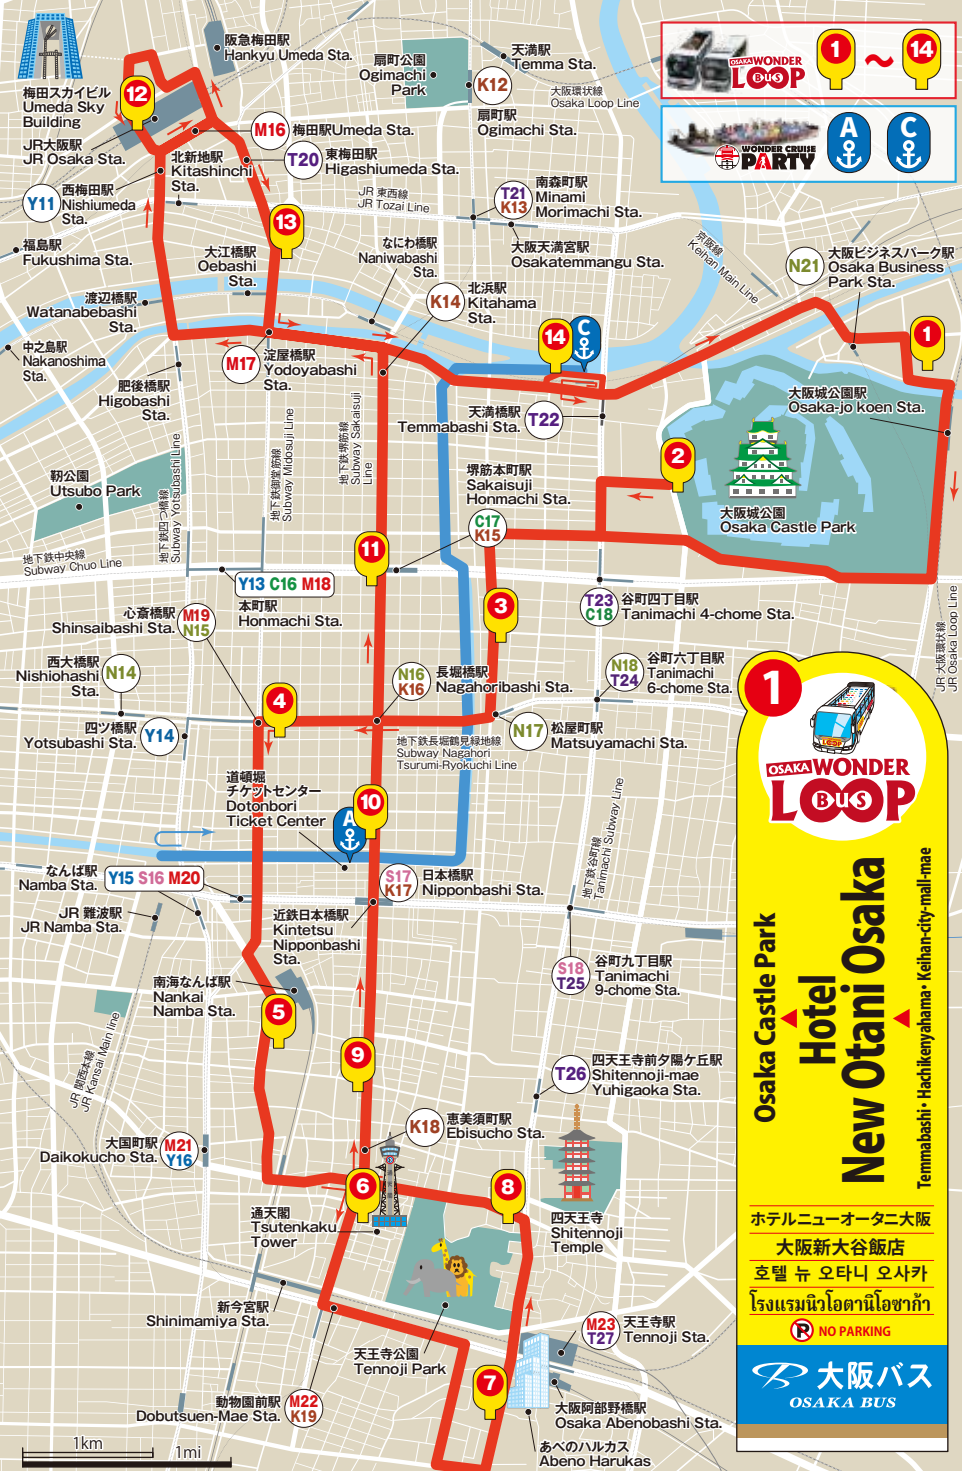 阪急梅田駅
Hankyu Umeda Sta.
扇町公園
Ogimachi
Park
天満駅
Temma Sta.
K12
大阪環状線
Osaka Loop Line
扇町駅
Ogimachi Sta.
OSAKA WONDER
LOOP
BUS
1
~
14
WONDER CRUISE
PARTY
A
C
梅田スカイビル
Umeda Sky
Building
12
JR大阪駅
JR Osaka Sta.
M16
梅田駅Umeda Sta.
北新地駅
Kitashinchi
Sta.
T20
東梅田駅
Higashiumeda Sta.
Y11
西梅田駅
Nishiumeda
Sta.
JR 東西線
JR Tozai Line
T21
K13
南森町駅
Minami
Morimachi Sta.
13
福島駅
Fukushima Sta.
大江橋駅
Oebashi
Sta.
なにわ橋駅
Naniwabashi
Sta.
大阪天満宮駅
Osakatemmangu Sta.
京阪線
Keihan Main Line
N21
大阪ビジネスパーク駅
Osaka Business
Park Sta.
渡辺橋駅
Watanabebashi
Sta.
K14
北浜駅
Kitahama
Sta.
中之島駅
Nakanoshima
Sta.
M17
淀屋橋駅
Yodoyabashi
Sta.
14
C
1
肥後橋駅
Higobashi
Sta.
天満橋駅
Temmabashi Sta.
T22
大阪城公園駅
Osaka-jo koen Sta.
2
大阪城公園
Osaka Castle Park
靭公園
Utsubo Park
地下鉄四つ橋線
Subway Yotsubashi Line
地下鉄御堂筋線
Subway Midosuji Line
地下鉄堺筋線
Subway Sakaisuji
Line
堺筋本町駅
Sakaisuji
Honmachi Sta.
C17
K15
地下鉄中央線
Subway Chuo Line
11
Y13 C16 M18
本町駅
Honmachi Sta.
3
T23
C18
谷町四丁目駅
Tanimachi 4-chome Sta.
JR 大阪環状線
JR Osaka Loop Line
心斎橋駅
Shinsaibashi Sta.
M19
N15
西大橋駅
Nishiohashi
Sta.
N14
4
N16
K16
長堀橋駅
Nagahoribashi Sta.
N18
T24
谷町六丁目駅
Tanimachi
6-chome Sta.
四ツ橋駅
Yotsubashi Sta.
Y14
地下鉄長堀鶴見緑地線
Subway Nagahori
Tsurumi-Ryokuchi Line
N17
松屋町駅
Matsuyamachi Sta.
道頓堀
チケットセンター
Dotonbori
Ticket Center
A
10
地下鉄谷町線
Tanimachi Subway Line
なんば駅
Namba Sta.
Y15 S16 M20
S17
K17
日本橋駅
Nipponbashi Sta.
JR 難波駅
JR Namba Sta.
近鉄日本橋駅
Kintetsu
Nipponbashi
Sta.
S18
T25
谷町九丁目駅
Tanimachi
9-chome Sta.
南海なんば駅
Nankai
Namba Sta.
5
JR 関西本線
JR Kansai Main line
9
T26
四天王寺前夕陽ケ丘駅
Shitennoji-mae
Yuhigaoka Sta.
大国町駅
Daikokucho Sta.
M21
Y16
K18
恵美須町駅
Ebisucho Sta.
6
8
通天閣
Tsutenkaku
Tower
四天王寺
Shitennoji
Temple
新今宮駅
Shinimamiya Sta.
天王寺公園
Tennoji Park
M23
T27
天王寺駅
Tennoji Sta.
7
動物園前駅
Dobutsuen-Mae Sta.
M22
K19
大阪阿部野橋駅
Osaka Abenobashi Sta.
あべのハルカス
Abeno Harukas
1km
1mi
1
OSAKA WONDER
LOOP
BUS
Osaka Castle Park
Hotel
New Otani Osaka
Temmabashi・Hachikenyahama・Keihan-city-mall-mae
ホテルニューオータニ大阪
大阪新大谷飯店
호텔 뉴 오타니 오사카
โรงแรมนิวโอตานิโอซาก้า
P NO PARKING
大阪バス
OSAKA BUS